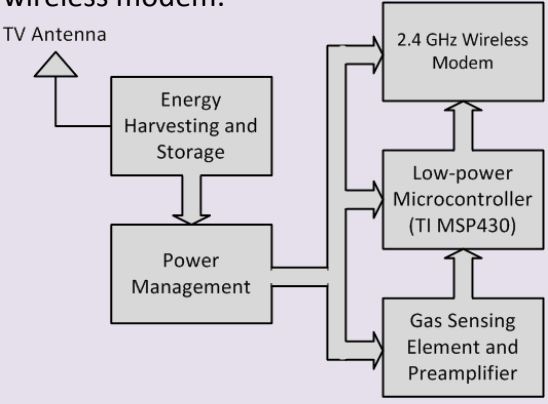 wireless modem.
TV Antenna
Energy
Harvesting and
Storage
Power
Management
2.4 GHz Wireless
Modem
Low-power
Microcontroller
(TI MSP430)
Gas Sensing
Element and
Preamplifier